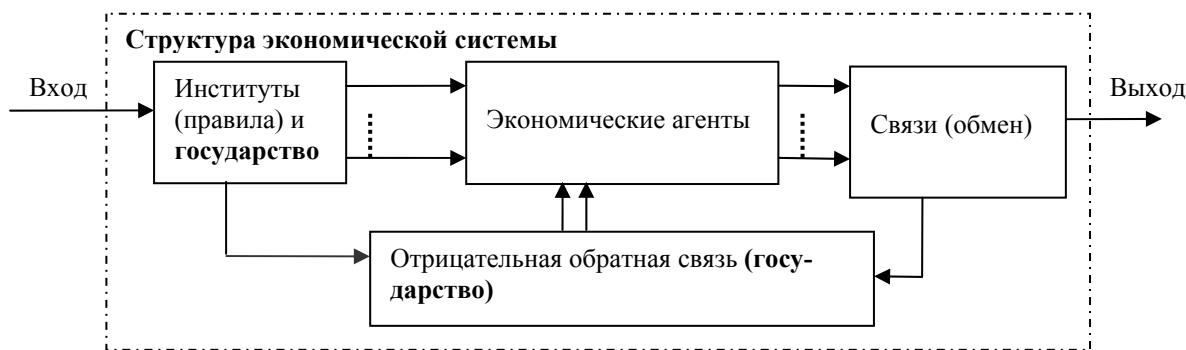 Структура экономической системы
Вход
Институты
(правила) и
государство
Экономические агенты
Связи (обмен)
Выход
Отрицательная обратная связь (госу-
дарство)